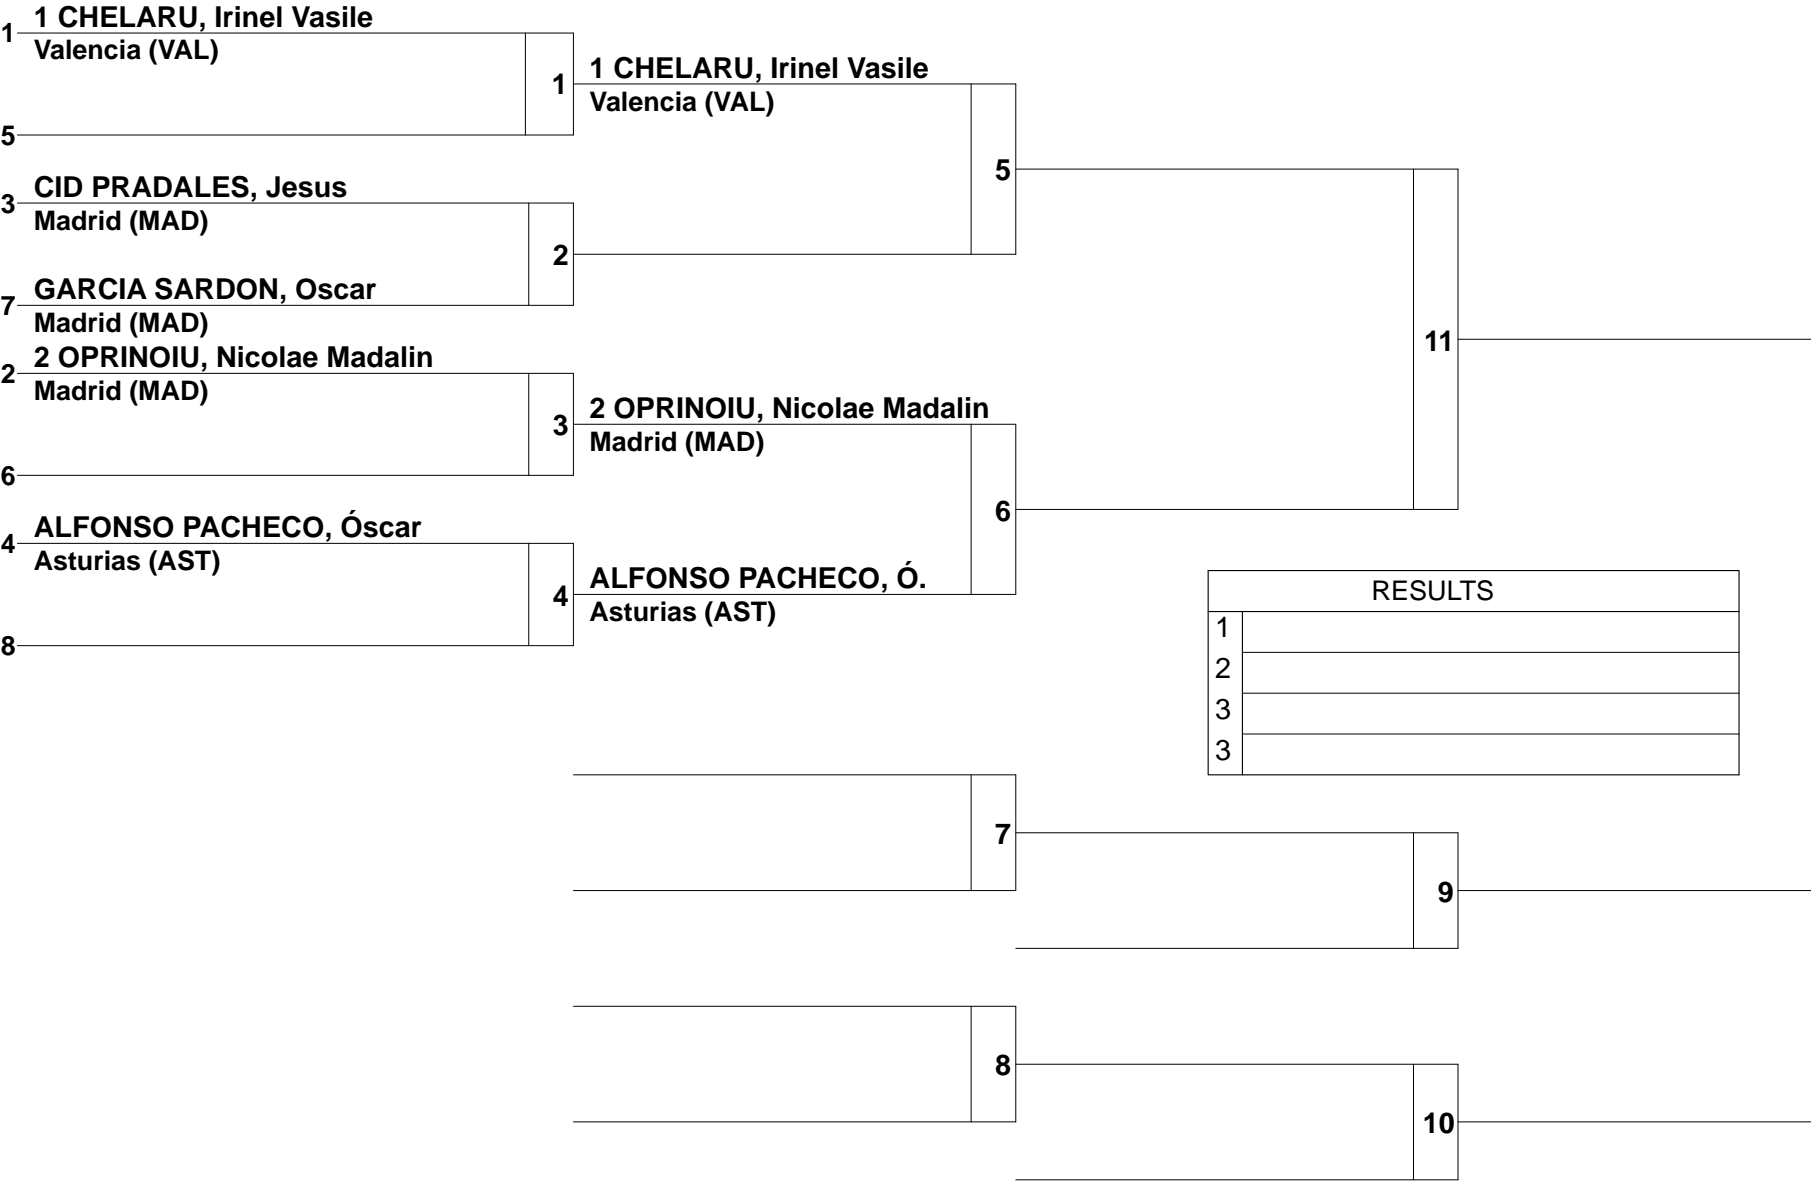 1 CHELARU, Irinel Vasile
1
Valencia (VAL)
1
1 CHELARU, Irinel Vasile
Valencia (VAL)
5
5
CID PRADALES, Jesus
3
Madrid (MAD)
2
GARCIA SARDON, Oscar
7
Madrid (MAD)
2 OPRINOIU, Nicolae Madalin
2
Madrid (MAD)
11
3
2 OPRINOIU, Nicolae Madalin
Madrid (MAD)
6
6
ALFONSO PACHECO, Óscar
4
Asturias (AST)
4
ALFONSO PACHECO, Ó.
Asturias (AST)
8
RESULTS
1
2
3
3
7
9
8
10